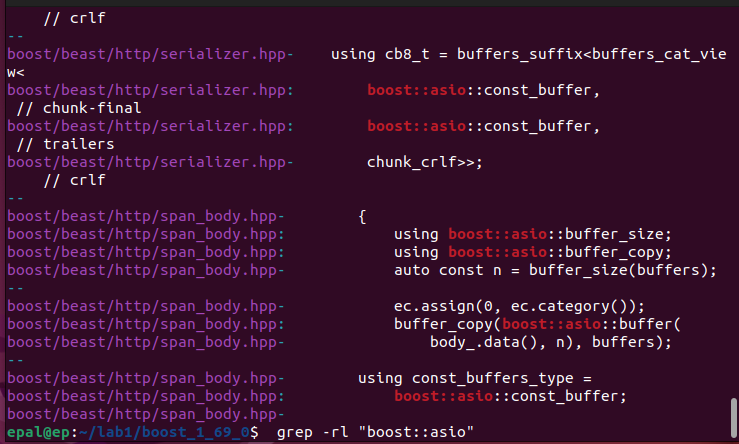 // crlf
--
boost/beast/http/serializer.hpp-    using cb8_t = buffers_suffix<buffers_cat_vie
w<
boost/beast/http/serializer.hpp:        boost::asio::const_buffer,
 // chunk-final
boost/beast/http/serializer.hpp:        boost::asio::const_buffer,
 // trailers
boost/beast/http/serializer.hpp-        chunk_crlf>>;
    // crlf
--
boost/beast/http/span_body.hpp-        {
boost/beast/http/span_body.hpp:            using boost::asio::buffer_size;
boost/beast/http/span_body.hpp:            using boost::asio::buffer_copy;
boost/beast/http/span_body.hpp-            auto const n = buffer_size(buffers);
--
boost/beast/http/span_body.hpp-            ec.assign(0, ec.category());
boost/beast/http/span_body.hpp:            buffer_copy(boost::asio::buffer(
boost/beast/http/span_body.hpp-                body_.data(), n), buffers);
--
boost/beast/http/span_body.hpp-        using const_buffers_type =
boost/beast/http/span_body.hpp:            boost::asio::const_buffer;
boost/beast/http/span_body.hpp-
epal@ep:~/lab1/boost_1_69_0$  grep -rl "boost::asio"